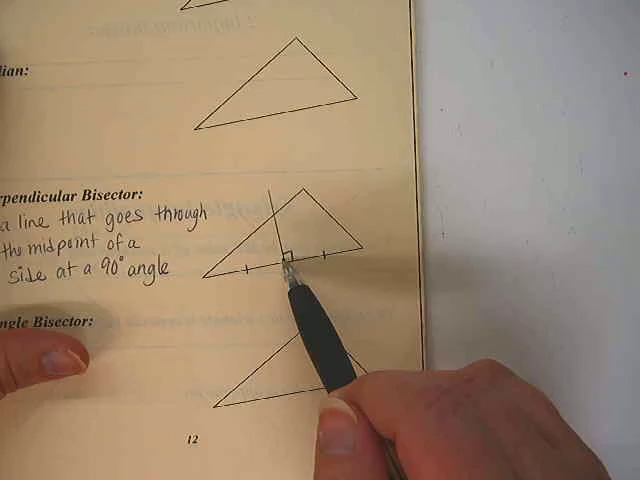 dian:
rpendicular Bisector:
a line that goes through
the midpoint of a
side at a 90° angle
ngle Bisector:
12